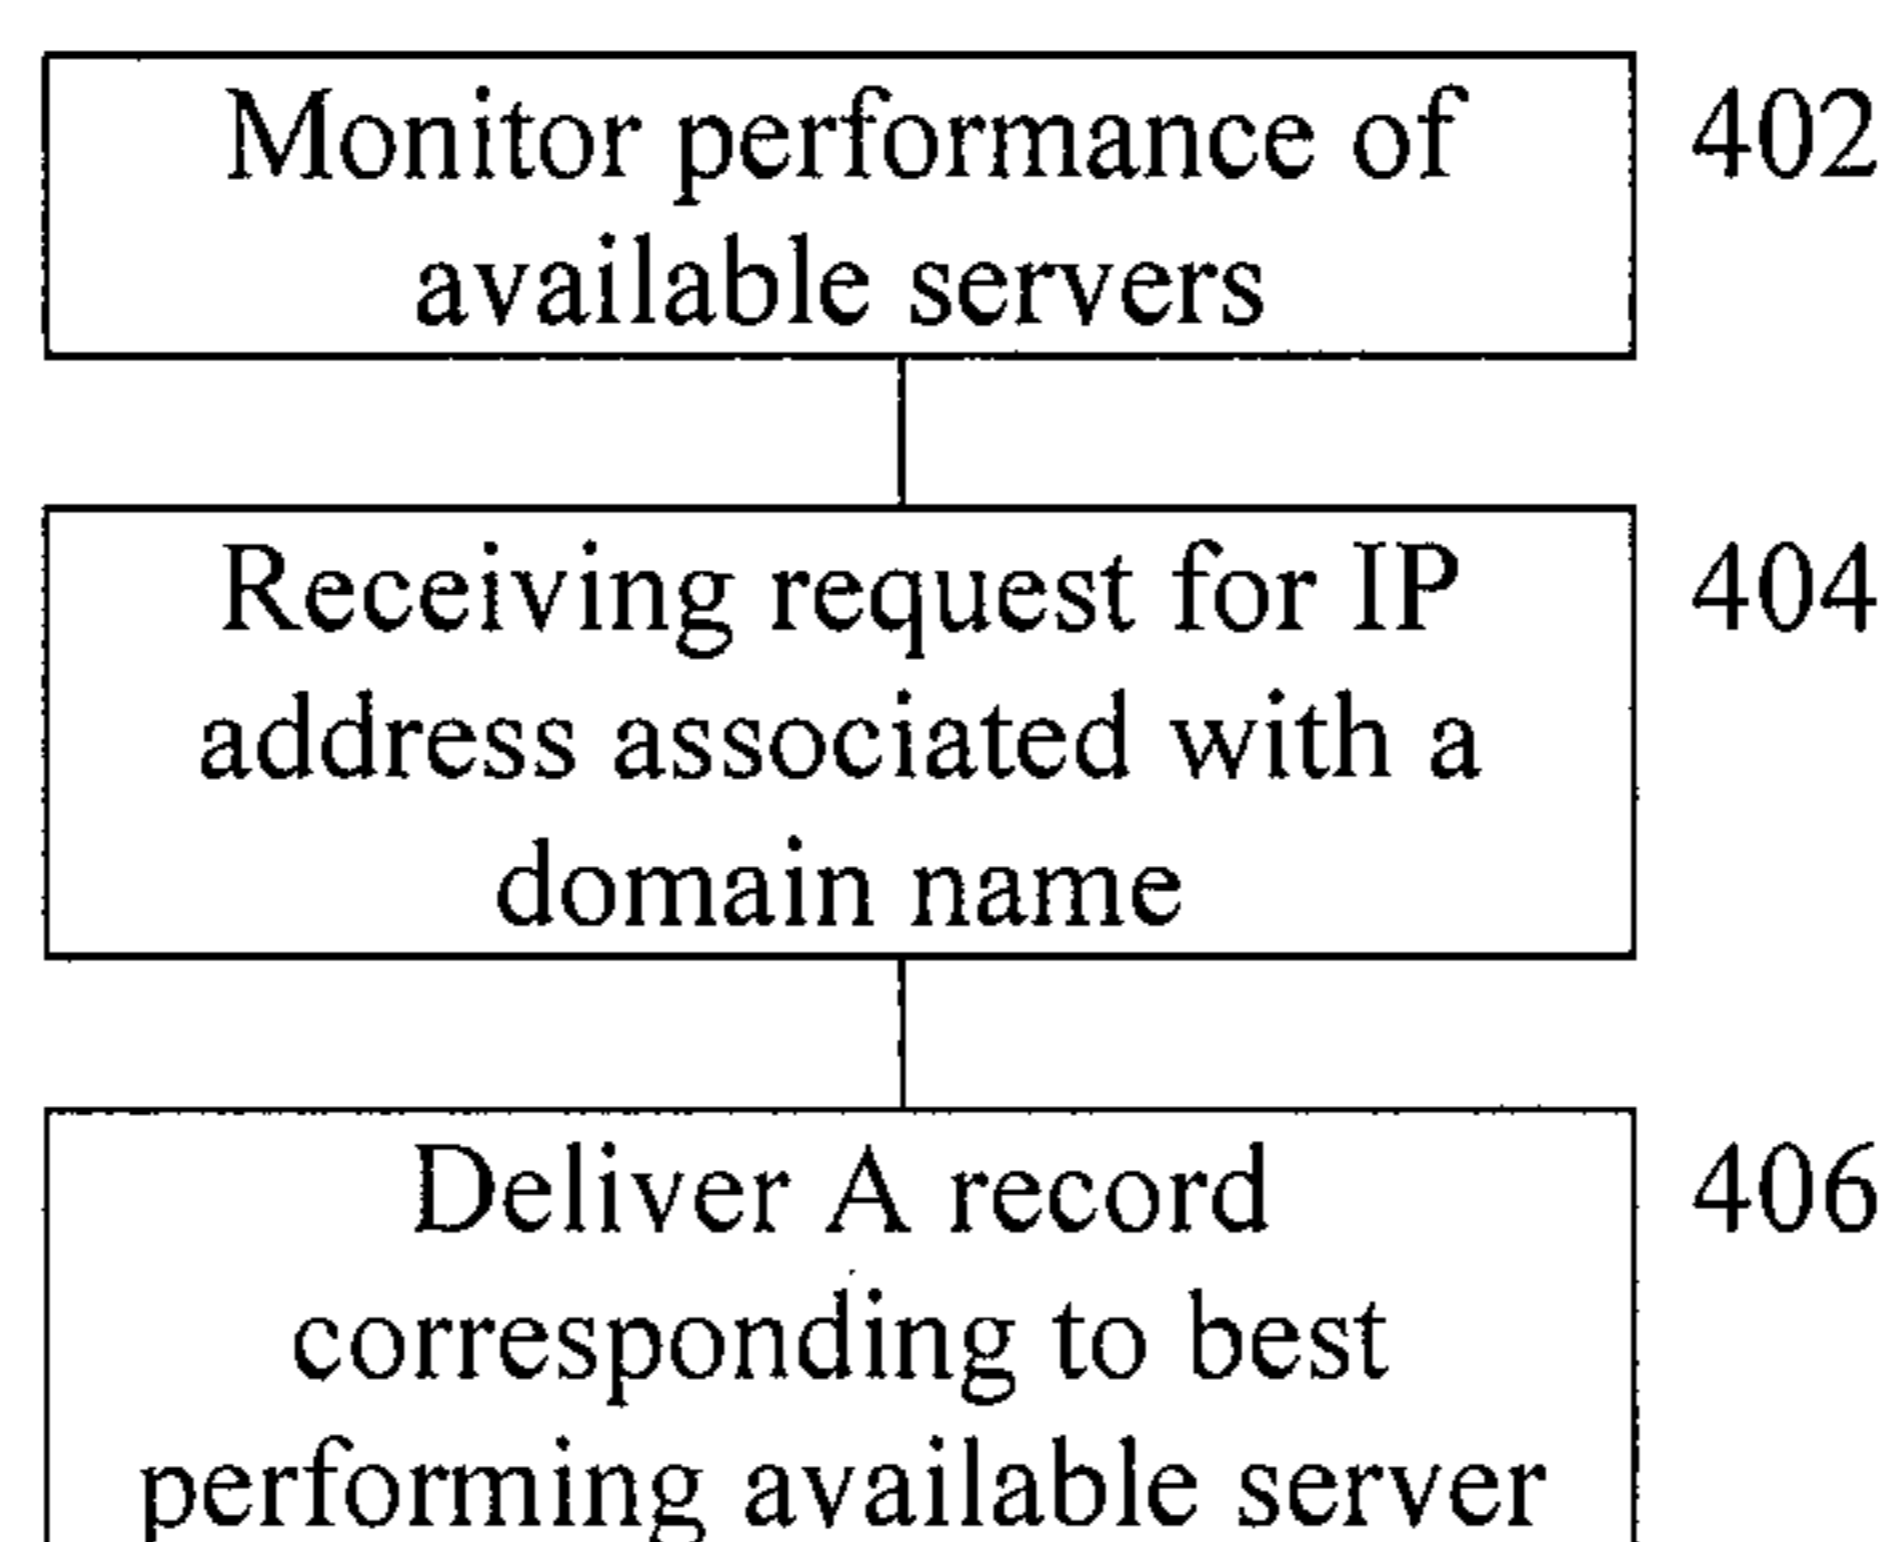 Monitor performance of 402
available servers
Receiving request for IP 404
address associated with a
domain name
Deliver A record 406
corresponding to best
performing available server